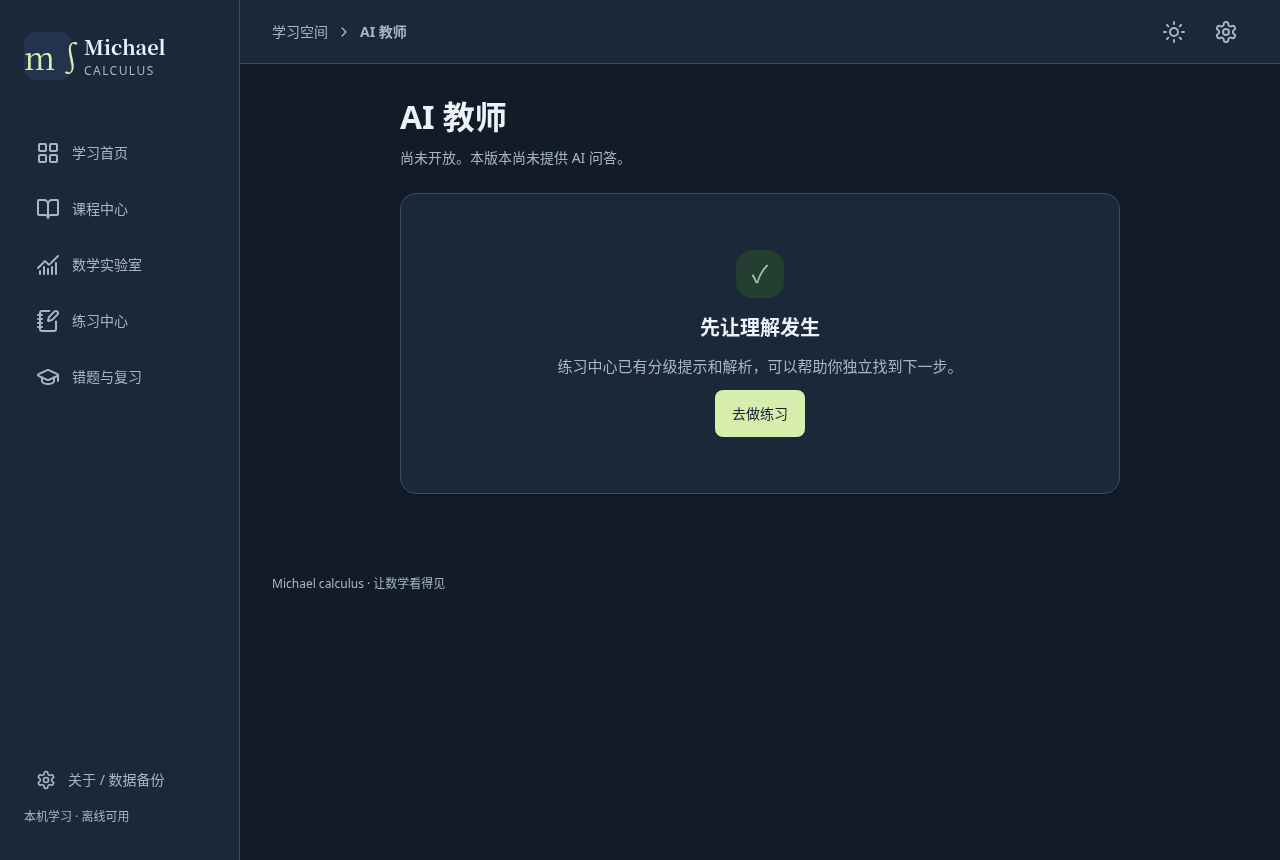 m ∫ Michael
CALCULUS
学习首页
课程中心
数学实验室
练习中心
错题与复习
关于 / 数据备份
本机学习 · 离线可用
学习空间 > AI 教师
AI 教师
尚未开放。本版本尚未提供 AI 问答。
✓
先让理解发生
练习中心已有分级提示和解析，可以帮助你独立找到下一步。
去做练习
Michael calculus · 让数学看得见